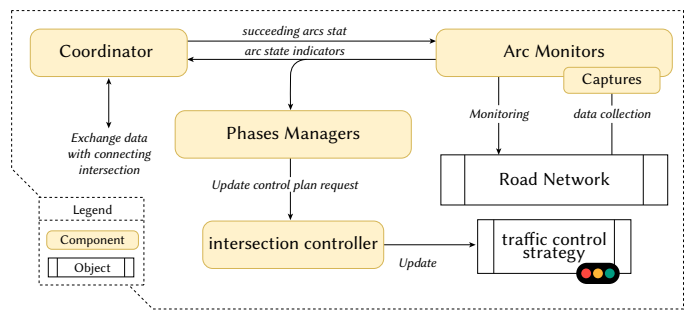 succeeding arcs stat
Coordinator
arc state indicators
Arc Monitors
Captures
Exchange data
with connecting
intersection
Monitoring
data collection
Phases Managers
Road Network
Update control plan request
Legend
Component
Object
intersection controller
Update
traffic control
strategy